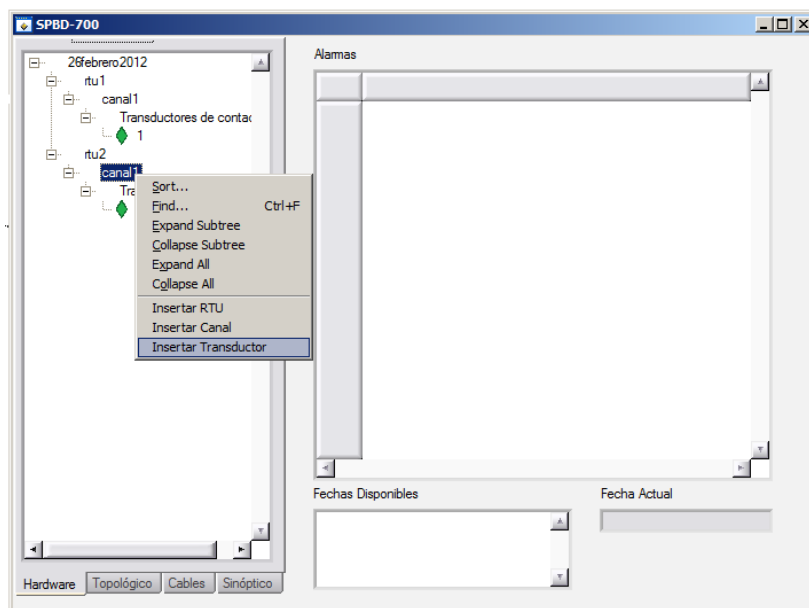 SPBD-700
26febrero2012
rtu1
canal1
Transductores de contac
1
rtu2
canal1
Tra
Sort...
Find... Ctrl+F
Expand Subtree
Collapse Subtree
Expand All
Collapse All
Insertar RTU
Insertar Canal
Insertar Transductor
Hardware Topológico Cables Sinóptico
Alarmas
Fechas Disponibles
Fecha Actual